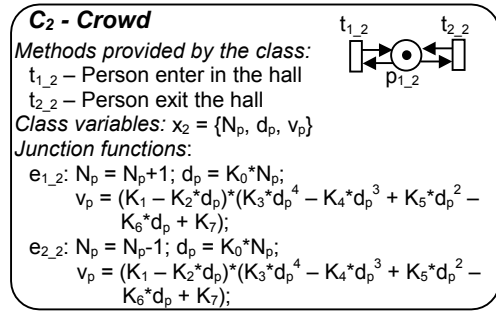 C₂ - Crowd
t₁_₂ t₂_₂
p₁_₂
Methods provided by the class:
t₁_₂ – Person enter in the hall
t₂_₂ – Person exit the hall
Class variables: x₂ = {Nₚ, dₚ, vₚ}
Junction functions:
e₁_₂: Nₚ = Nₚ+1; dₚ = K₀*Nₚ;
vₚ = (K₁ – K₂*dₚ)*(K₃*dₚ⁴ – K₄*dₚ³ + K₅*dₚ² –
K₆*dₚ + K₇);
e₂_₂: Nₚ = Nₚ-1; dₚ = K₀*Nₚ;
vₚ = (K₁ – K₂*dₚ)*(K₃*dₚ⁴ – K₄*dₚ³ + K₅*dₚ² –
K₆*dₚ + K₇);